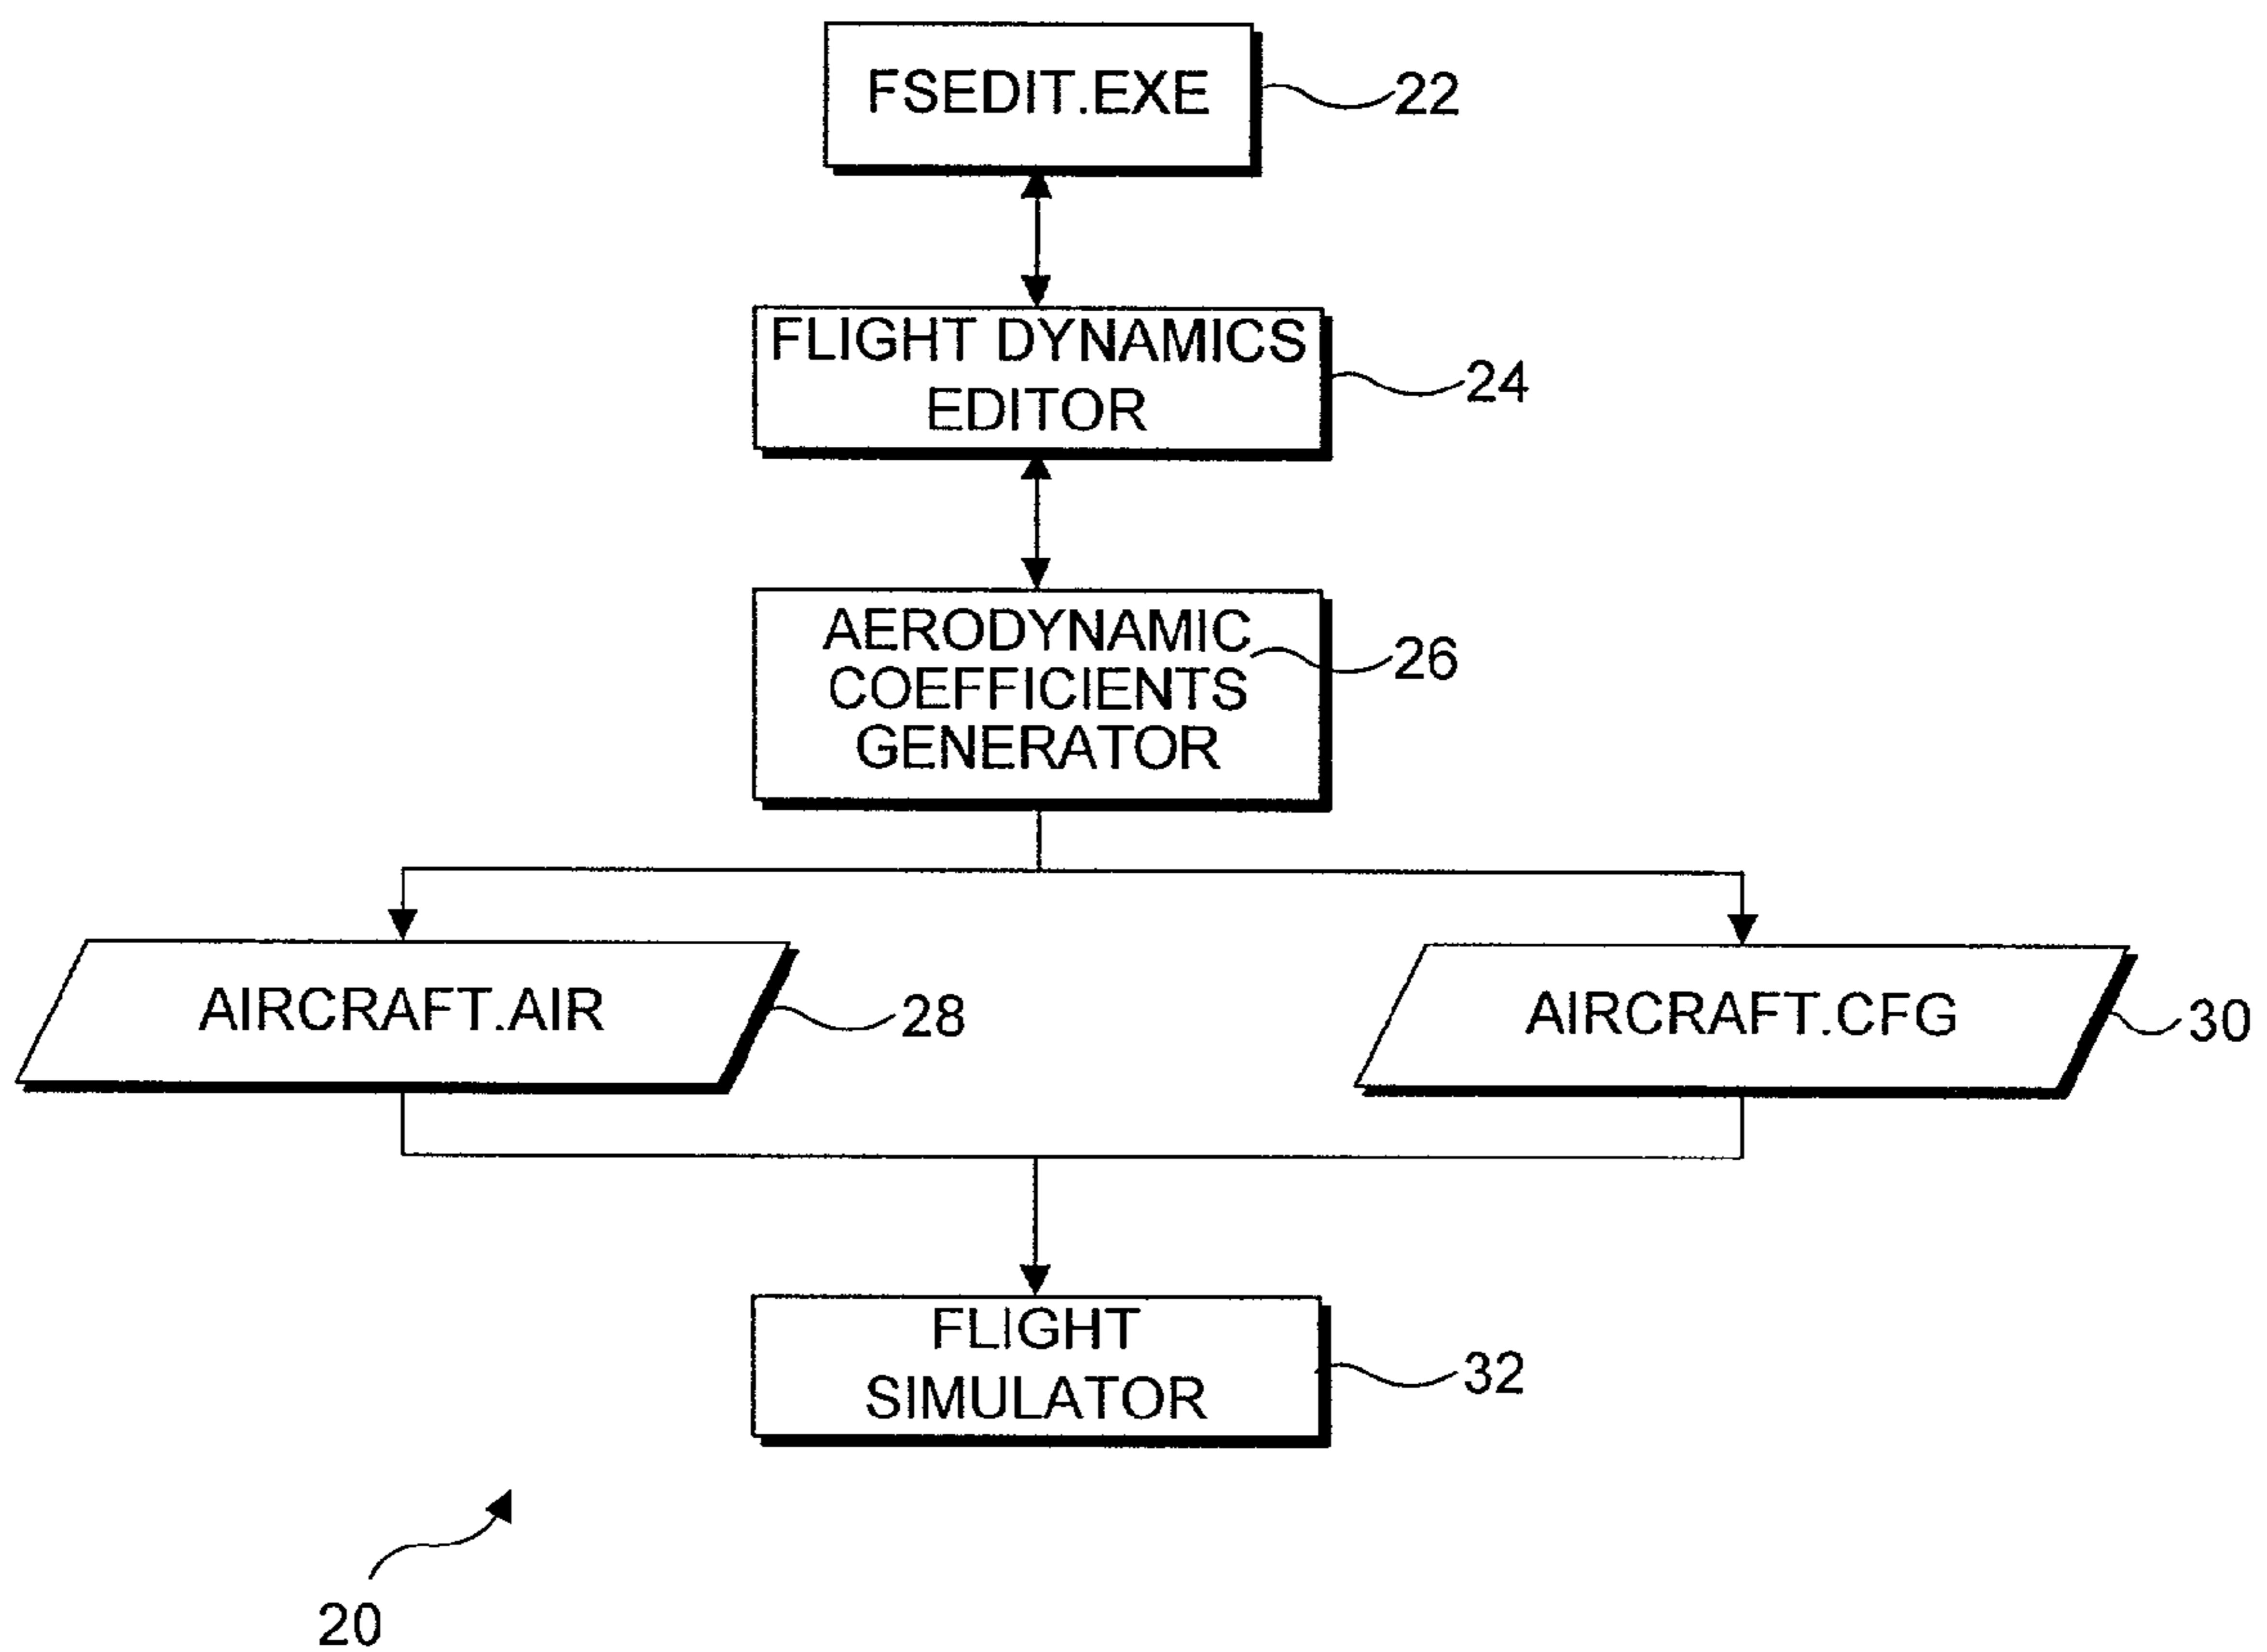 FSEDIT.EXE
22
FLIGHT DYNAMICS
EDITOR
24
AERODYNAMIC
COEFFICIENTS
GENERATOR
26
AIRCRAFT.AIR
28
AIRCRAFT.CFG
30
FLIGHT
SIMULATOR
32
20